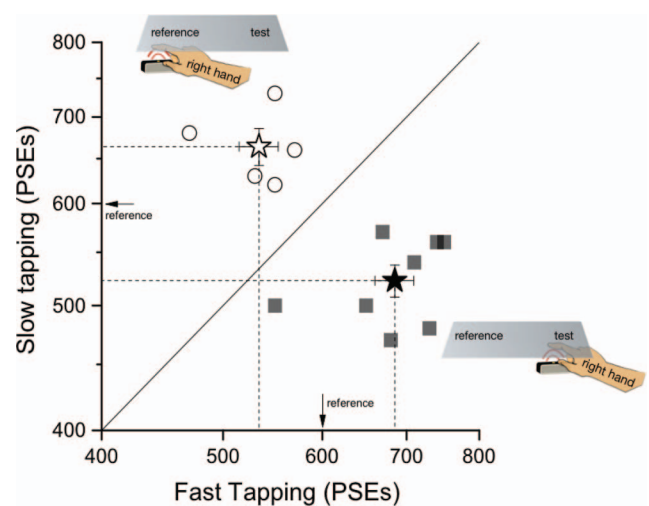 800
700
600
500
400
Slow tapping (PSEs)
reference test
right hand
reference
reference test
right hand
reference
400 500 600 700 800
Fast Tapping (PSEs)